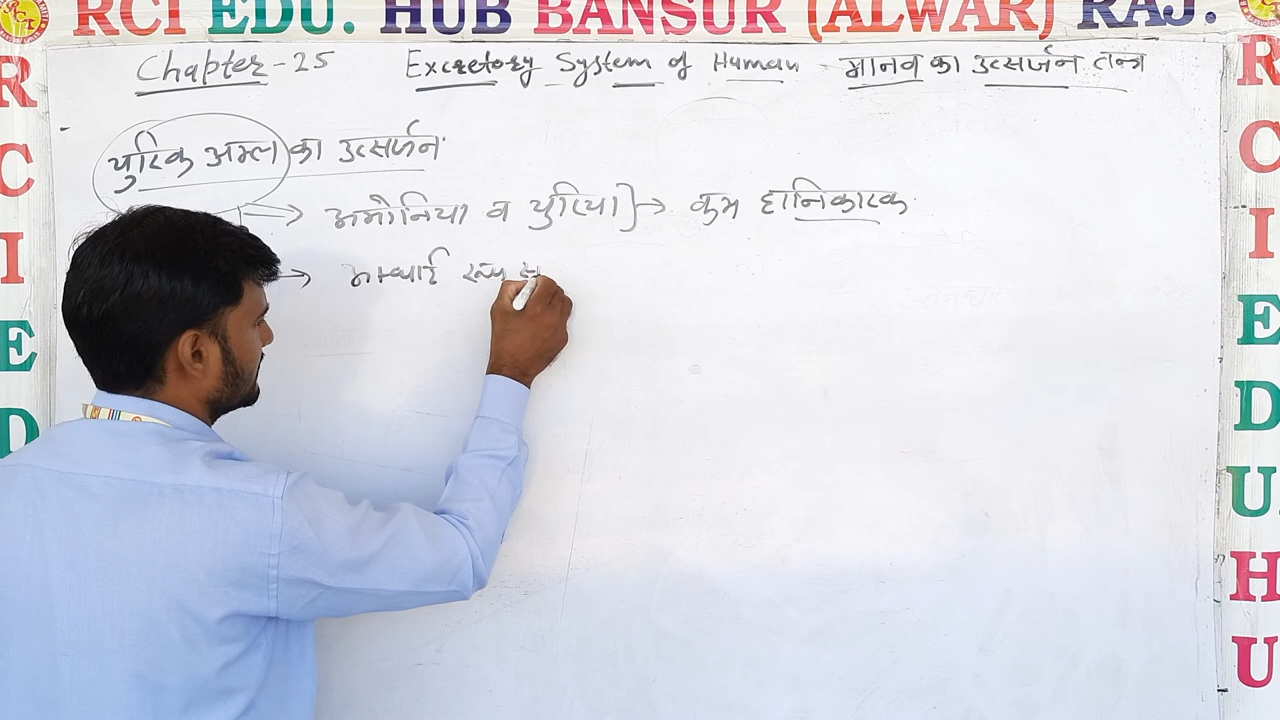 RCI EDU. HUB BANSUR (ALWAR) RAJ.
Chapter-25 Excretory System of Human - मानव का उत्सर्जन तन्त्र
युरिक अम्ल का उत्सर्जन
→ अमोनिया व युरिया } → कम हानिकारक
→ अस्थाई रूप से
R C I E D
R C I E D U H U